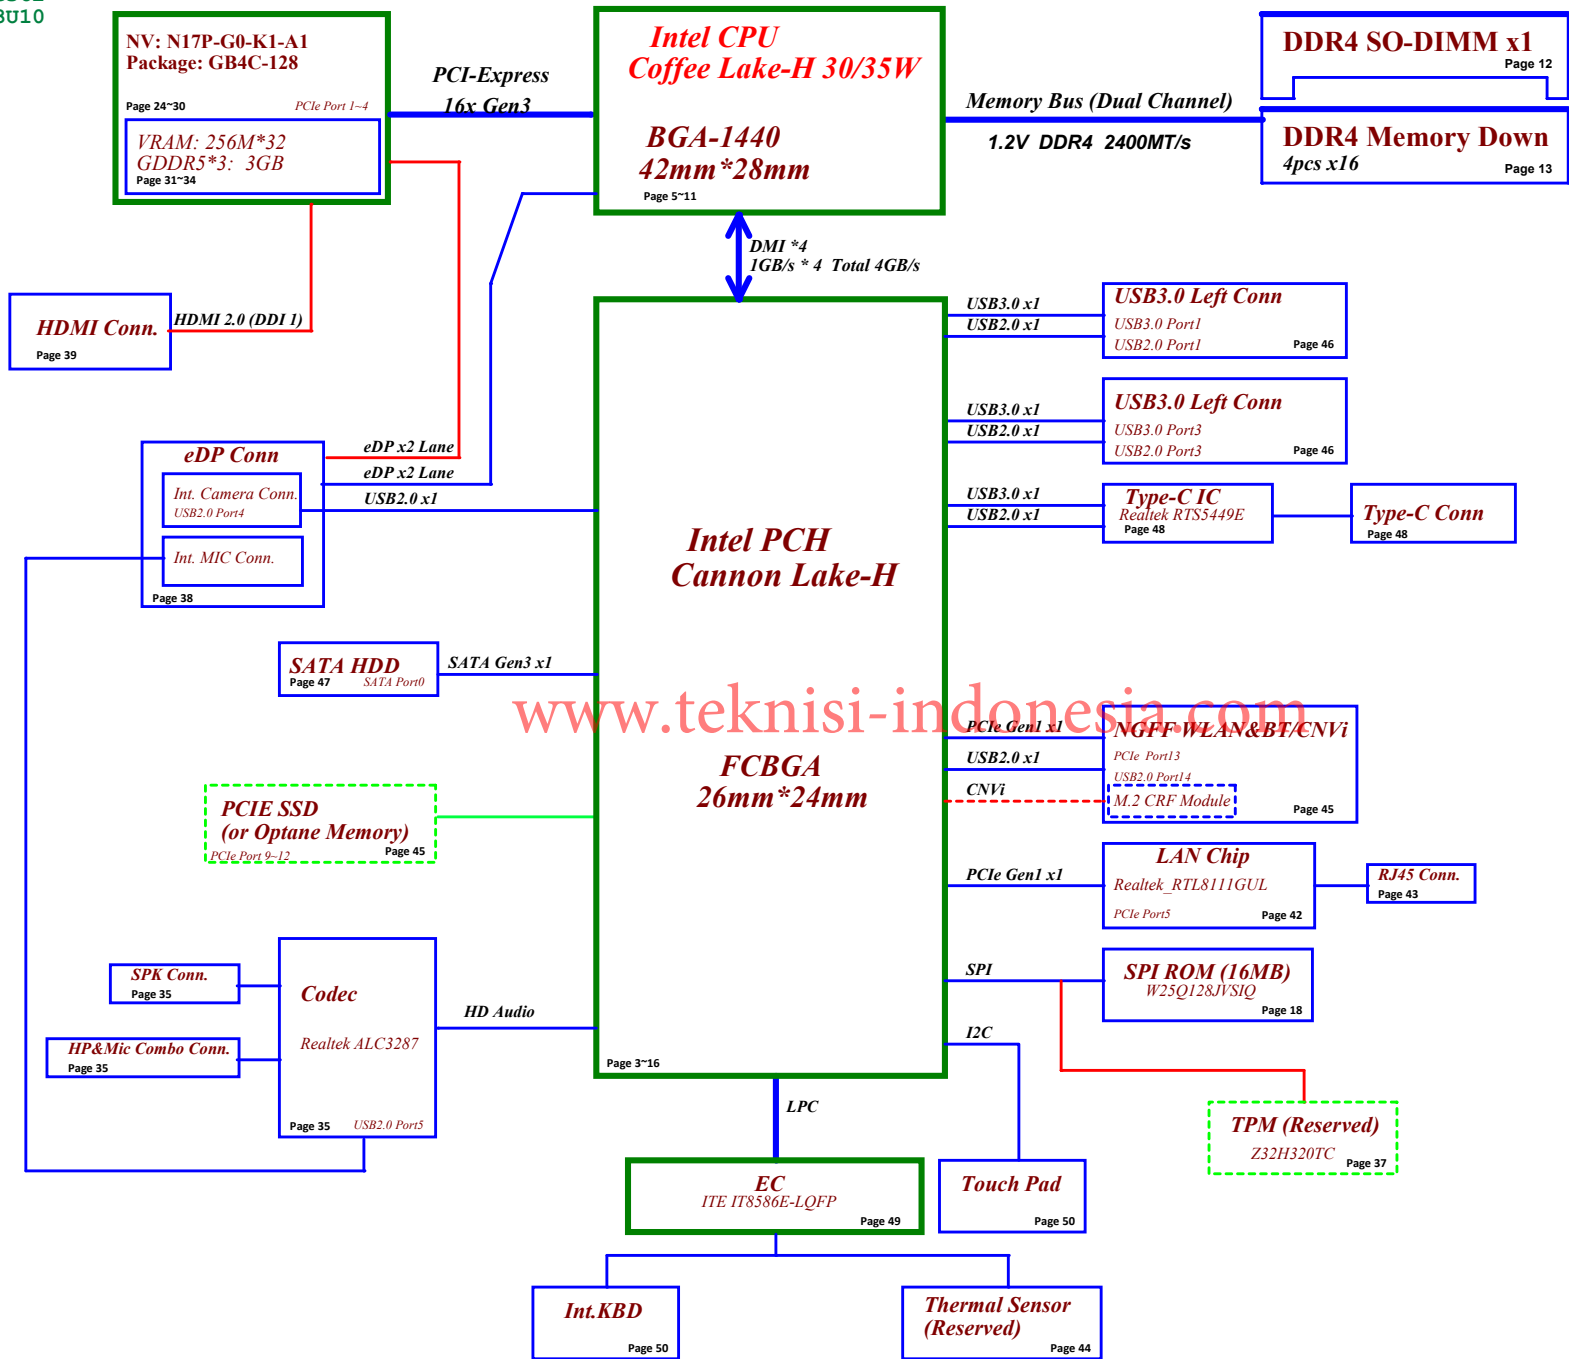 3U10
NV: N17P-G0-K1-A1
Package: GB4C-128
Page 24~30
PCIe Port 1~4
VRAM: 256M*32
GDDR5*3: 3GB
Page 31~34
PCI-Express
16x Gen3
Intel CPU
Coffee Lake-H 30/35W
BGA-1440
42mm*28mm
Page 5~11
Memory Bus (Dual Channel)
1.2V DDR4 2400MT/s
DDR4 SO-DIMM x1
Page 12
DDR4 Memory Down
4pcs x16
Page 13
DMI *4
1GB/s * 4 Total 4GB/s
HDMI Conn.
Page 39
HDMI 2.0 (DDI 1)
eDP Conn
Int. Camera Conn.
USB2.0 Port4
Int. MIC Conn.
Page 38
eDP x2 Lane
eDP x2 Lane
USB2.0 x1
SATA HDD
Page 47
SATA Port0
SATA Gen3 x1
PCIE SSD
(or Optane Memory)
PCIe Port 9~12
Page 45
SPK Conn.
Page 35
HP&Mic Combo Conn.
Page 35
Codec
Realtek ALC3287
Page 35
USB2.0 Port5
HD Audio
Intel PCH
Cannon Lake-H
FCBGA
26mm*24mm
Page 3~16
www.teknisi-indonesia.com
USB3.0 x1
USB2.0 x1
USB3.0 Left Conn
USB3.0 Port1
USB2.0 Port1
Page 46
USB3.0 x1
USB2.0 x1
USB3.0 Left Conn
USB3.0 Port3
USB2.0 Port3
Page 46
USB3.0 x1
USB2.0 x1
Type-C IC
Realtek RTS5449E
Page 48
Type-C Conn
Page 48
PCIe Gen1 x1
USB2.0 x1
CNVi
NGFF WLAN&BT/CNVi
PCIe Port13
USB2.0 Port14
M.2 CRF Module
Page 45
PCIe Gen1 x1
LAN Chip
Realtek_RTL8111GUL
PCIe Port5
Page 42
RJ45 Conn.
Page 43
SPI
SPI ROM (16MB)
W25Q128JVSIQ
Page 18
I2C
TPM (Reserved)
Z32H320TC
Page 37
LPC
EC
ITE IT8586E-LQFP
Page 49
Touch Pad
Page 50
Int.KBD
Page 50
Thermal Sensor
(Reserved)
Page 44